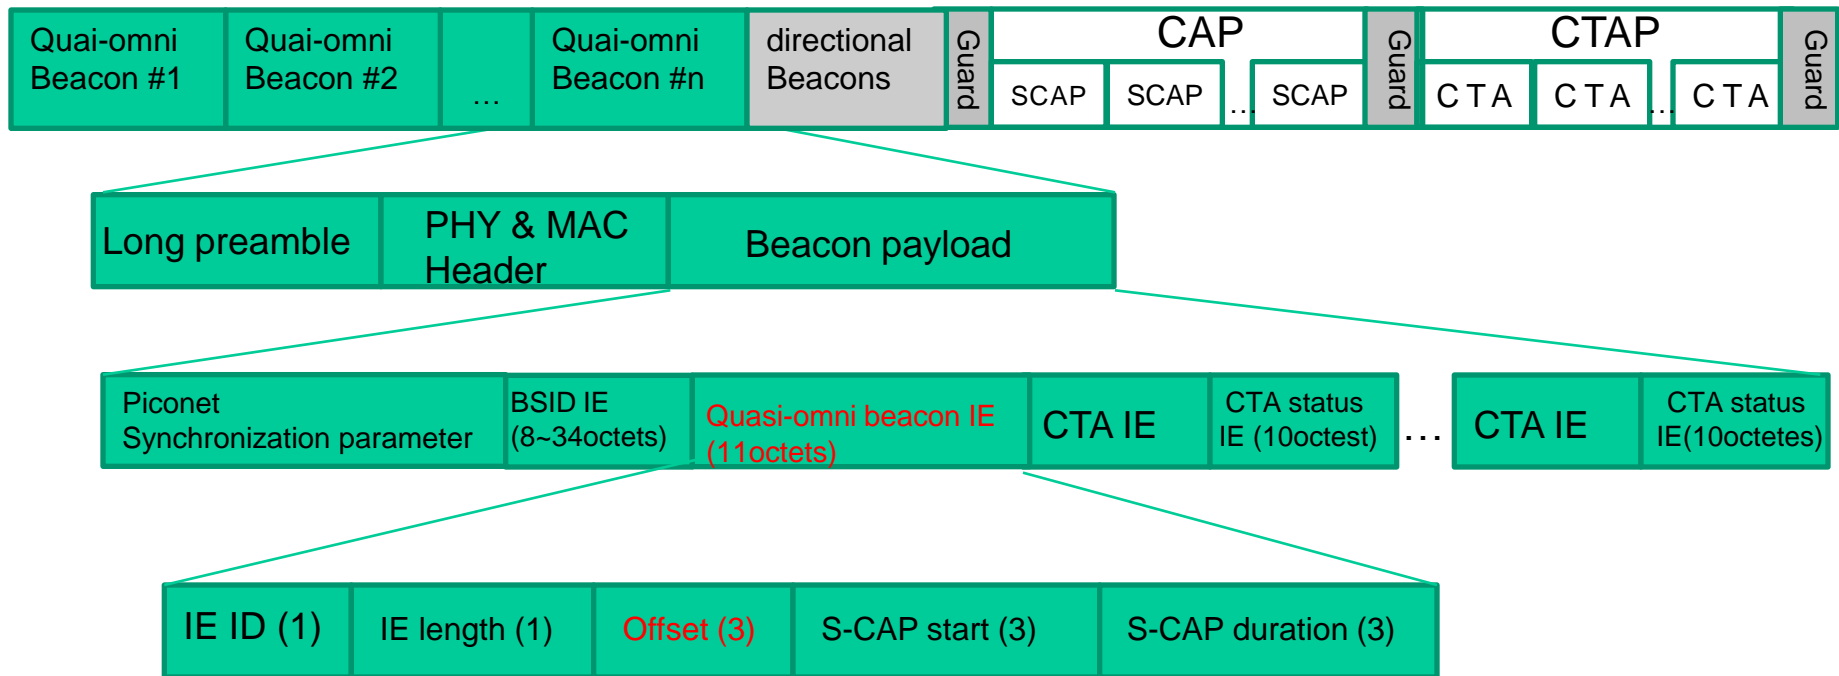 Quai-omni
Beacon #1
Quai-omni
Beacon #2
...
Quai-omni
Beacon #n
directional
Beacons
Guard
CAP
SCAP
SCAP
...
SCAP
Guard
CTAP
CTA
CTA
...
CTA
Guard
Long preamble
PHY & MAC
Header
Beacon payload
Piconet
Synchronization parameter
BSID IE
(8~34octets)
Quasi-omni beacon IE
(11octets)
CTA IE
CTA status
IE (10octest)
...
CTA IE
CTA status
IE(10octetes)
IE ID (1)
IE length (1)
Offset (3)
S-CAP start (3)
S-CAP duration (3)